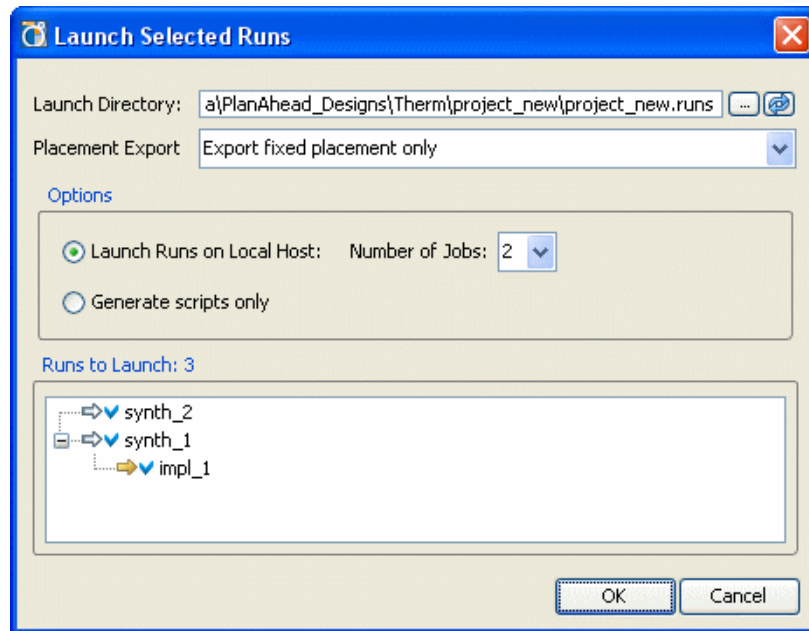 Launch Selected Runs
Launch Directory: a\PlanAhead_Designs\Therm\project_new\project_new.runs ...
Placement Export Export fixed placement only
Options
Launch Runs on Local Host: Number of Jobs: 2
Generate scripts only
Runs to Launch: 3
synth_2
synth_1
impl_1
OK Cancel